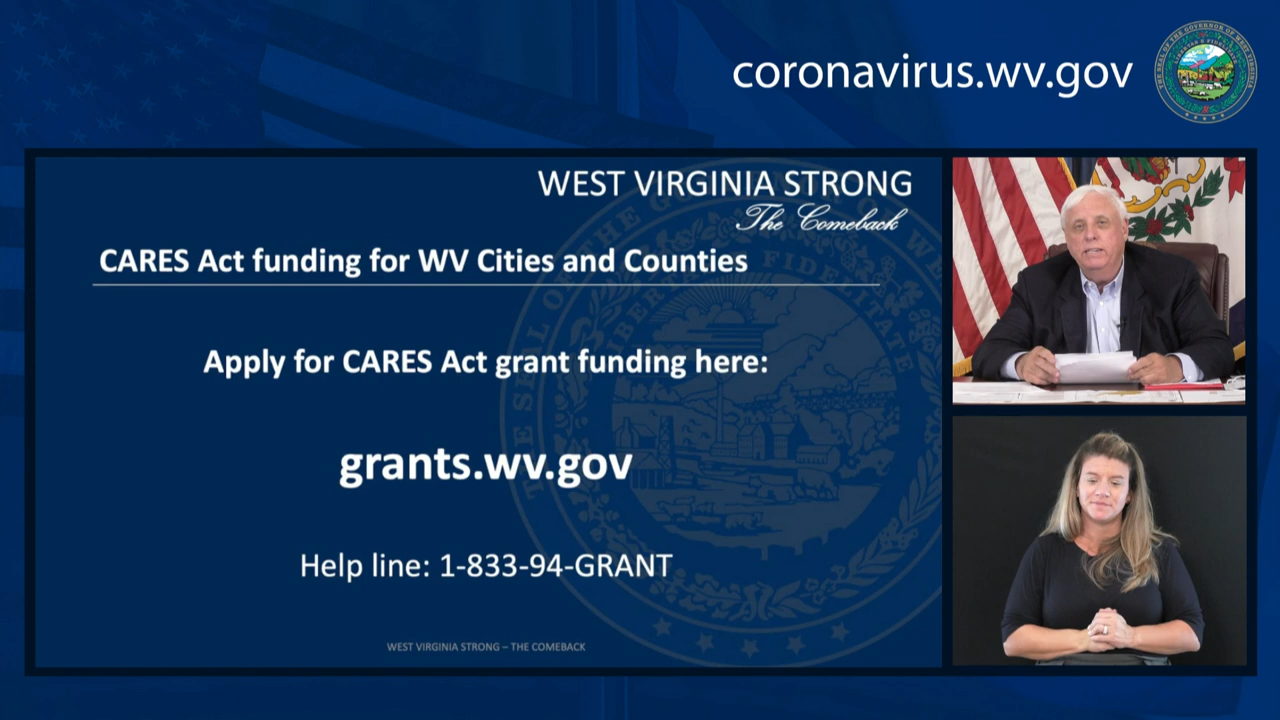 coronavirus.wv.gov
WEST VIRGINIA STRONG
The Comeback
CARES Act funding for WV Cities and Counties
Apply for CARES Act grant funding here:
grants.wv.gov
Help line: 1-833-94-GRANT
WEST VIRGINIA STRONG – THE COMEBACK